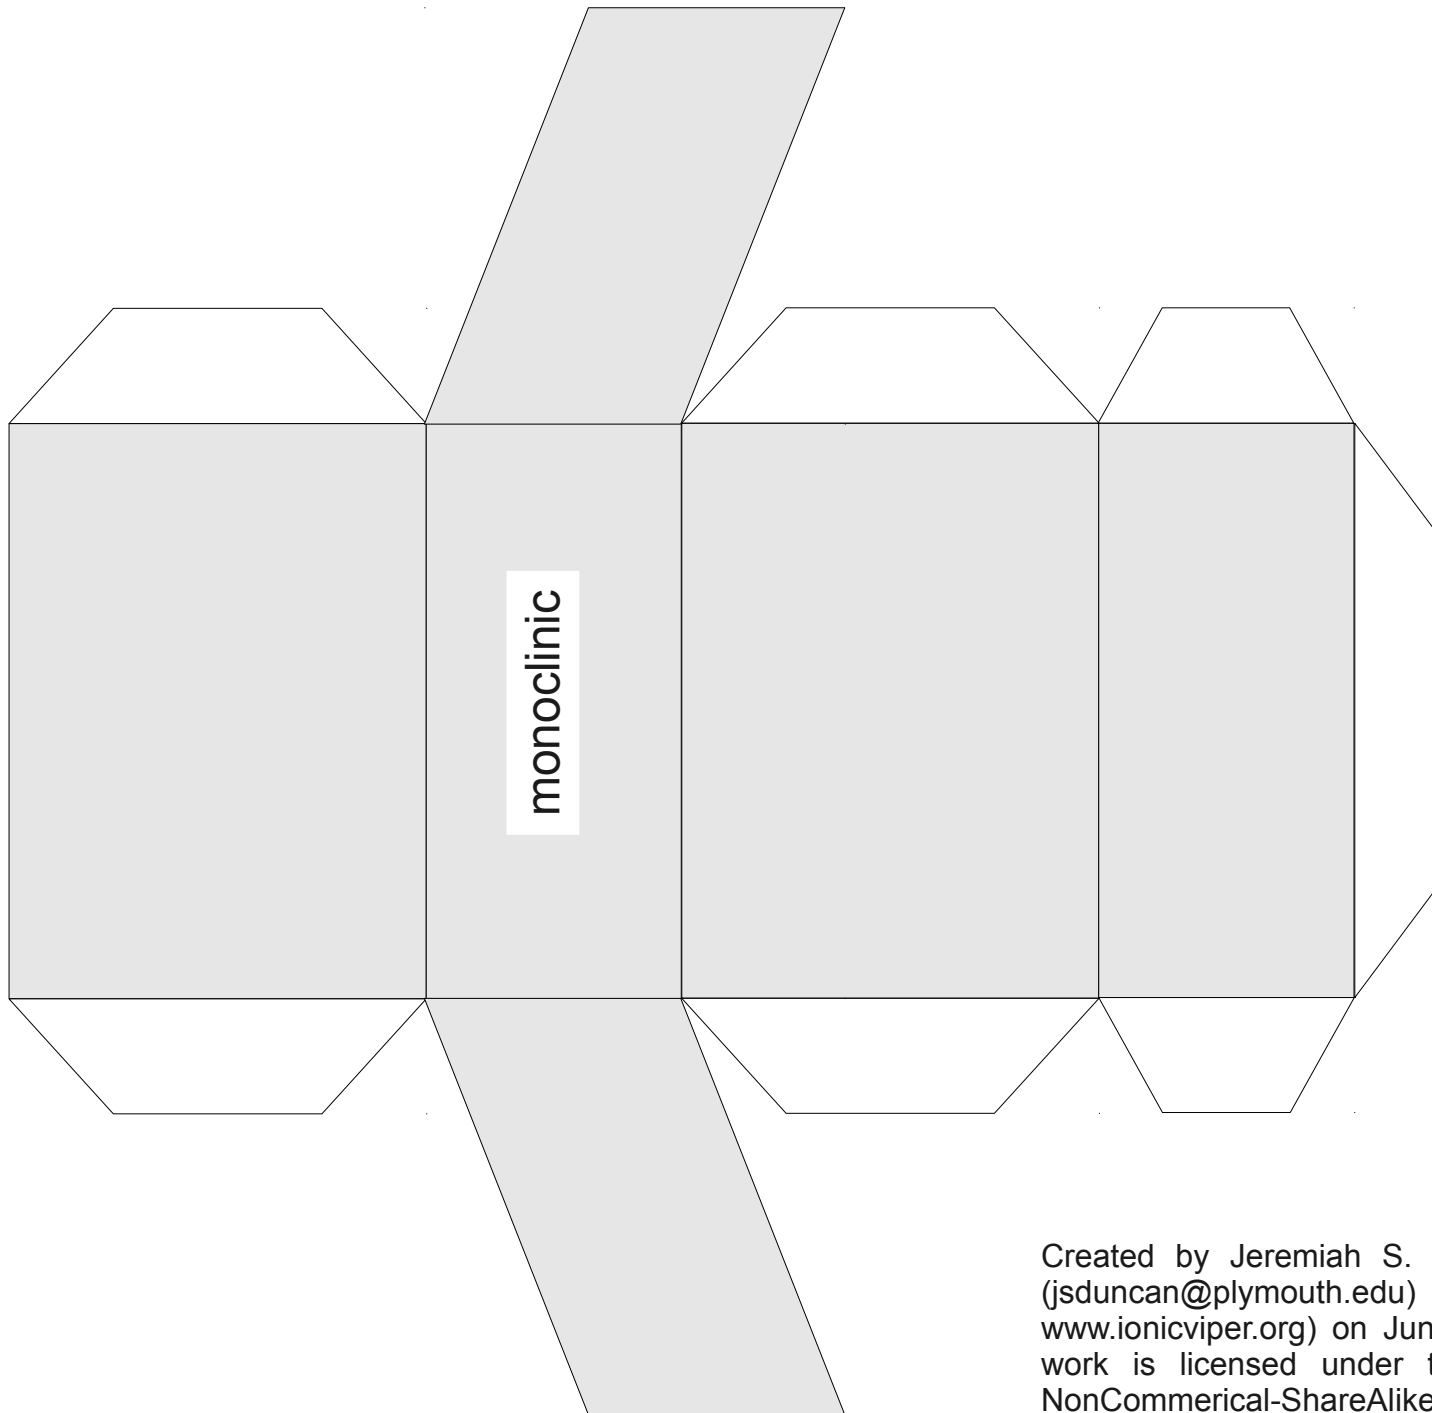 monoclinic
Created by Jeremiah S.
(jsduncan@plymouth.edu)
www.ionicviper.org) on Jun
work is licensed under t
NonCommerical-ShareAlike